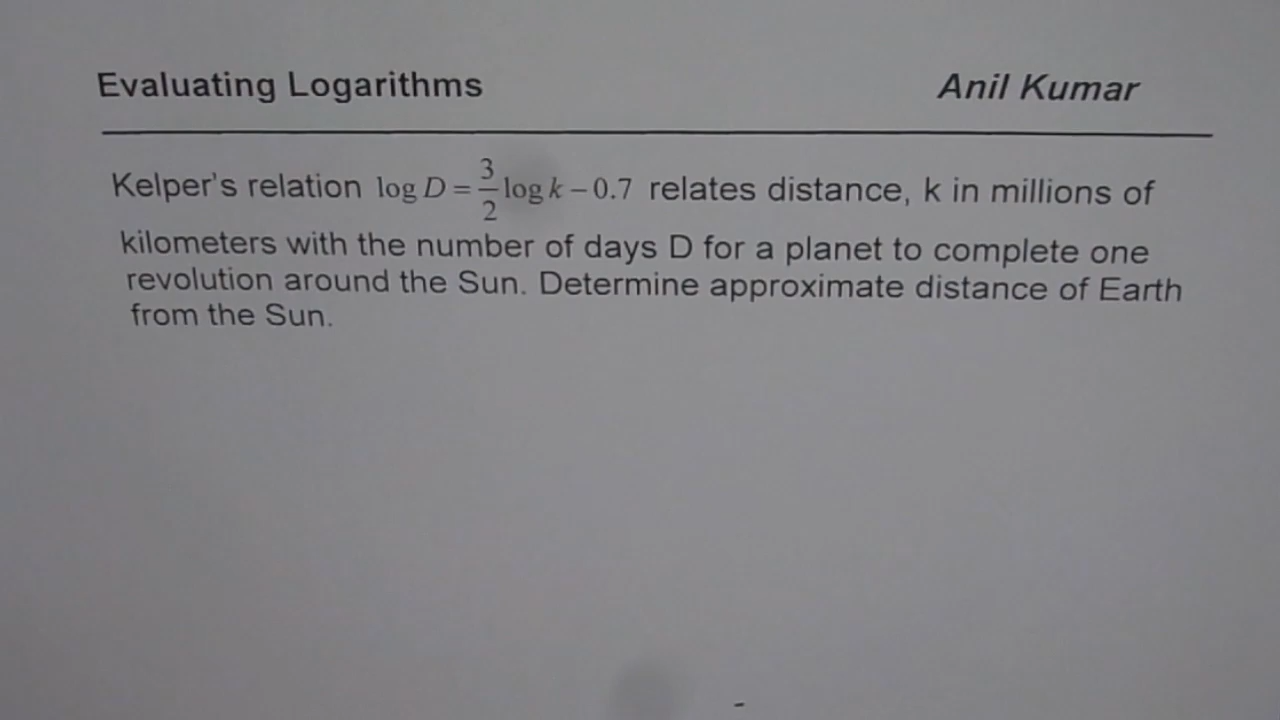 Evaluating Logarithms Anil Kumar
Kelper's relation log D = 3/2 log k − 0.7 relates distance, k in millions of
kilometers with the number of days D for a planet to complete one
revolution around the Sun. Determine approximate distance of Earth
from the Sun.